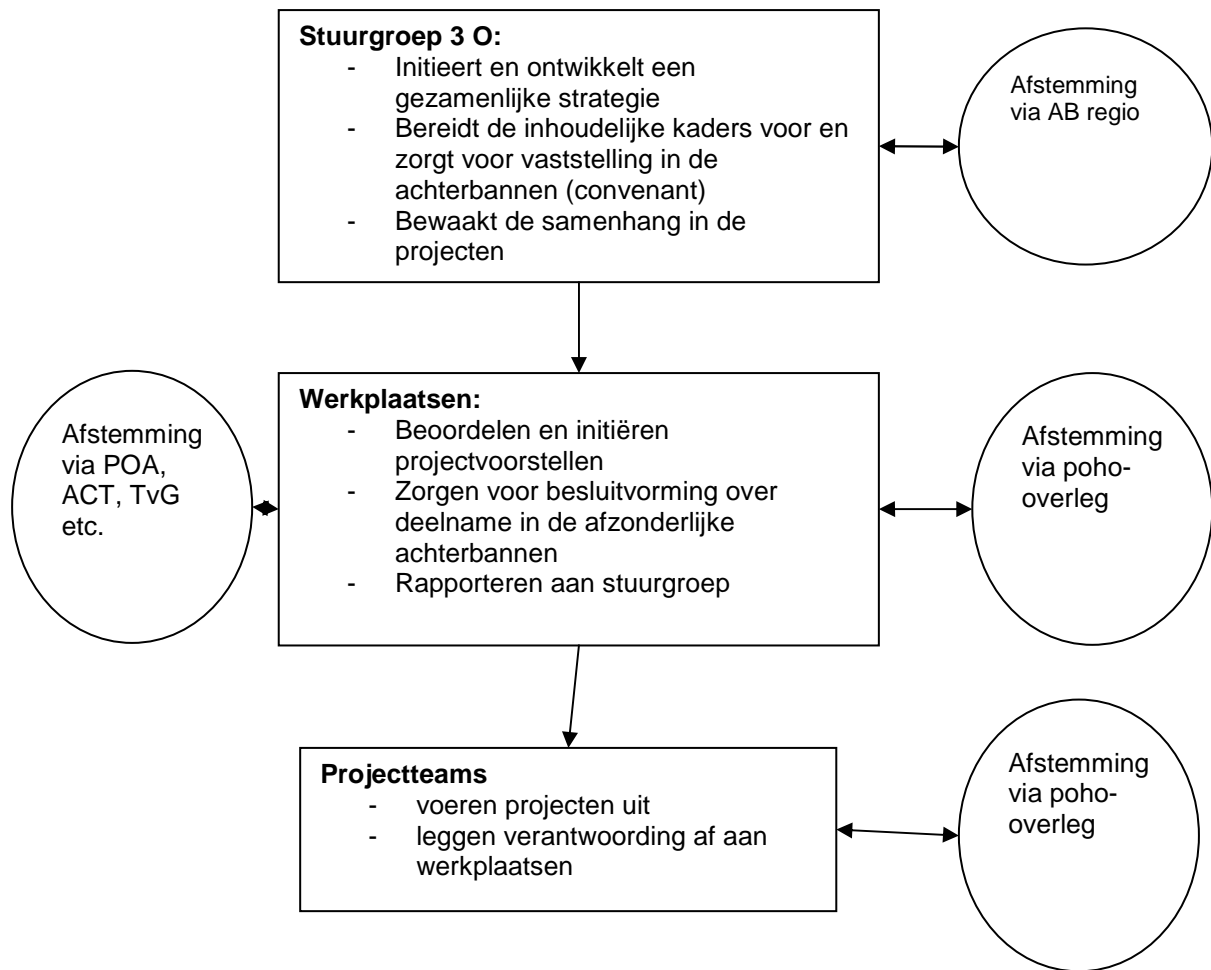 Stuurgroep 3 O:
- Initieert en ontwikkelt een
gezamenlijke strategie
- Bereidt de inhoudelijke kaders voor en
zorgt voor vaststelling in de
achterbannen (convenant)
- Bewaakt de samenhang in de
projecten
Afstemming
via AB regio
Afstemming
via POA,
ACT, TvG
etc.
Werkplaatsen:
- Beoordelen en initiëren
projectvoorstellen
- Zorgen voor besluitvorming over
deelname in de afzonderlijke
achterbannen
- Rapporteren aan stuurgroep
Afstemming
via poho-
overleg
Projectteams
- voeren projecten uit
- leggen verantwoording af aan
werkplaatsen
Afstemming
via poho-
overleg